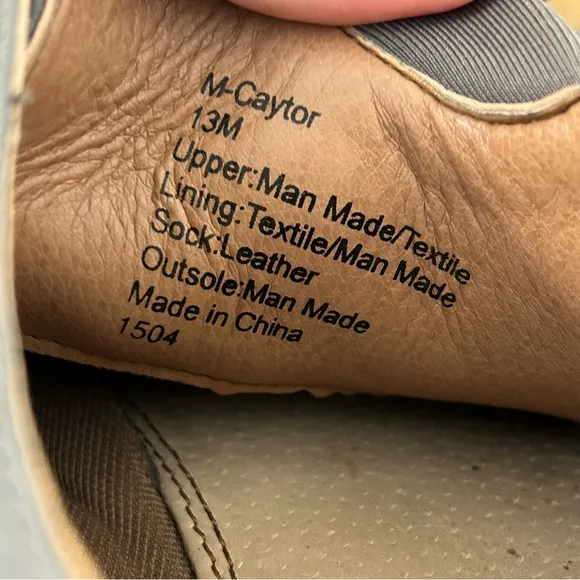 M-Caytor
13M
Upper:Man Made/Textile
Lining:Textile/Man Made
Sock:Leather
Outsole:Man Made
Made in China
1504